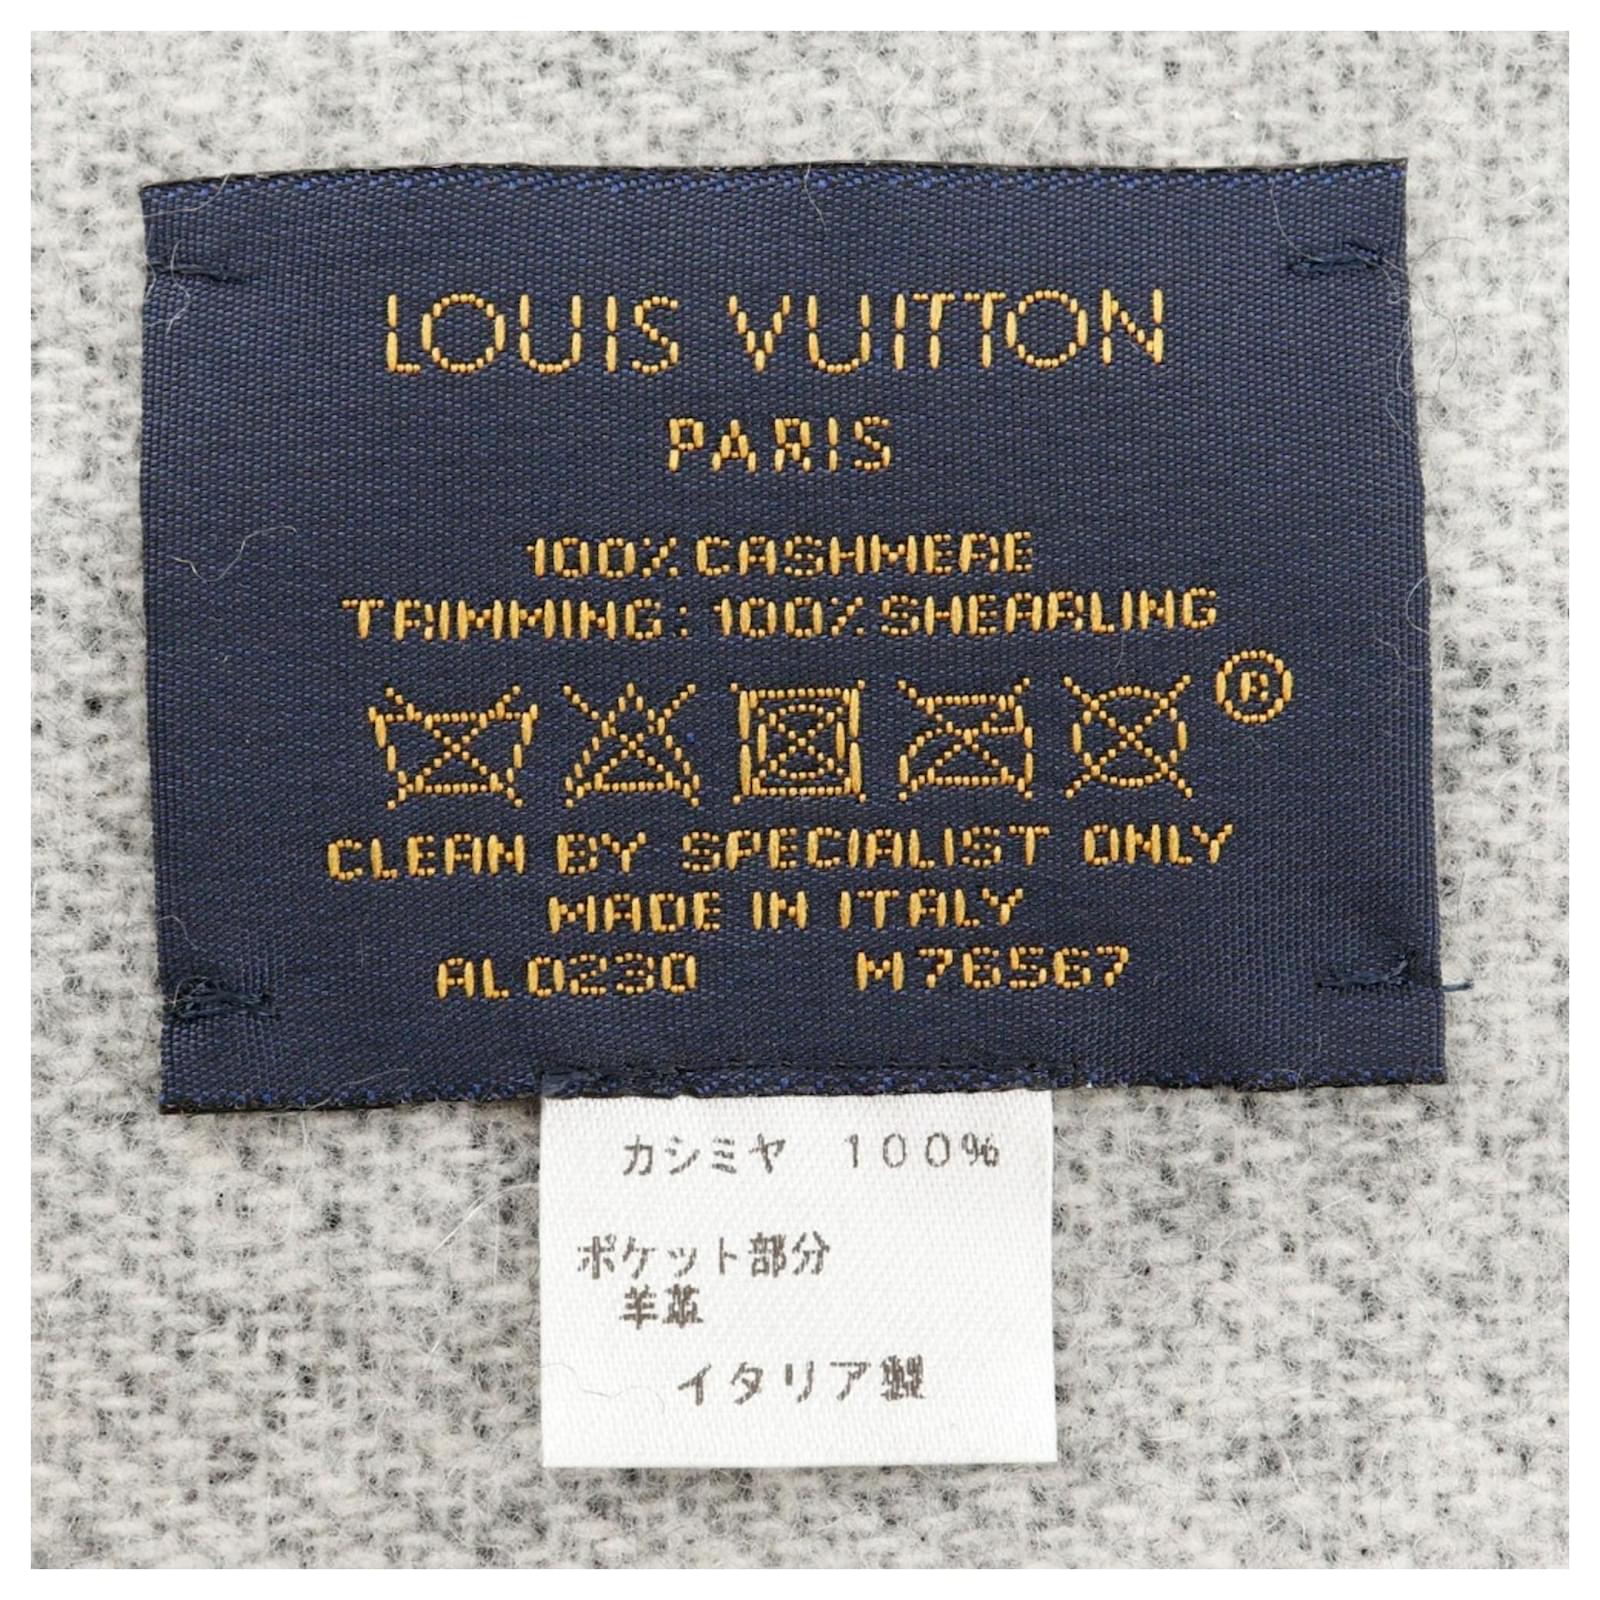 LOUIS VUITTON
PARIS
100% CASHMERE
TRIMMING: 100% SHEARLING
®
CLEAN BY SPECIALIST ONLY
MADE IN ITALY
AL0230 M76567
カシミヤ 100%
ポケット部分
羊革
イタリア製